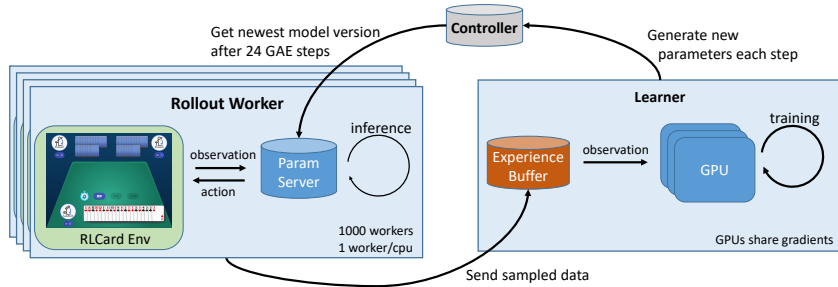 Get newest model version
after 24 GAE steps
Controller
Generate new
parameters each step
Rollout Worker
Learner
inference
training
observation
action
Param
Server
Experience
Buffer
observation
GPU
RLCard Env
1000 workers
1 worker/cpu
GPUs share gradients
Send sampled data